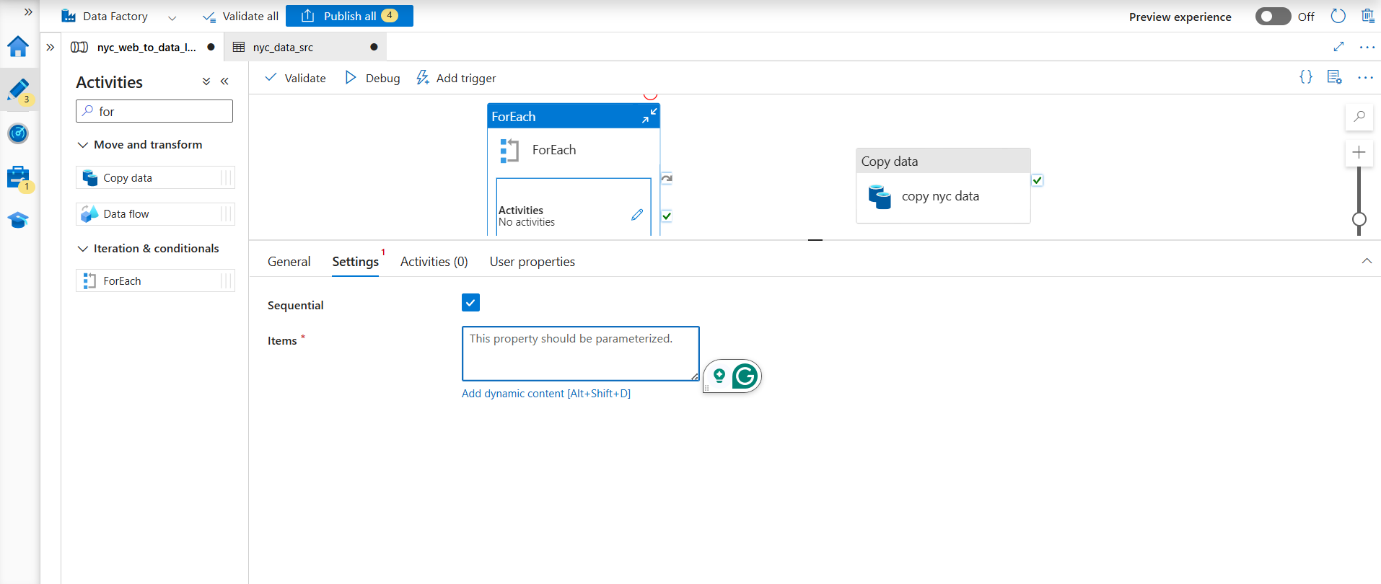 Data Factory
Validate all
Publish all 4
Preview experience
Off
nyc_web_to_data_l...
nyc_data_src
3
1
Activities
for
Move and transform
Copy data
Data flow
Iteration & conditionals
ForEach
Validate
Debug
Add trigger
{}
ForEach
ForEach
Activities
No activities
Copy data
copy nyc data
General
Settings 1
Activities (0)
User properties
Sequential
Items *
This property should be parameterized.
Add dynamic content [Alt+Shift+D]